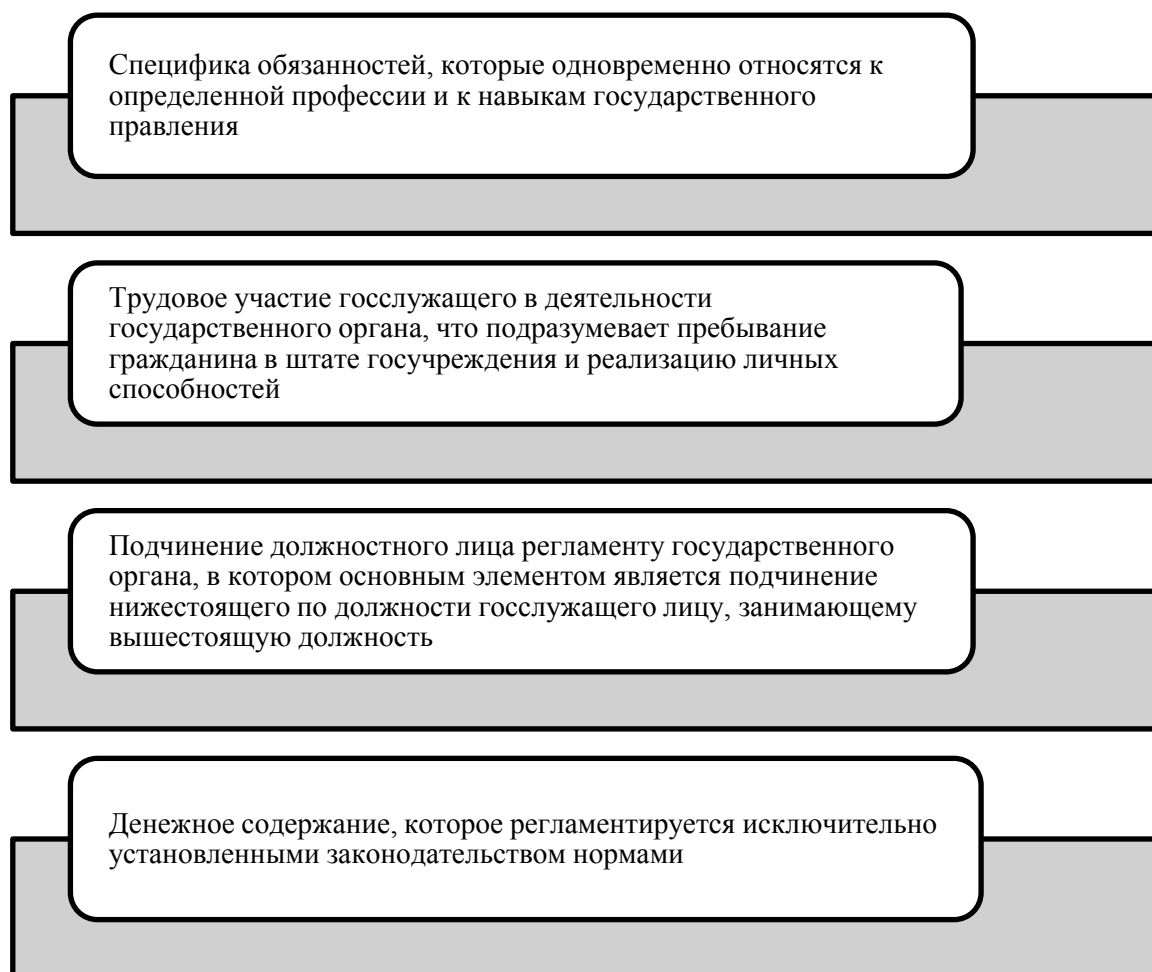 Специфика обязанностей, которые одновременно относятся к
определенной профессии и к навыкам государственного
правления
Трудовое участие госслужащего в деятельности
государственного органа, что подразумевает пребывание
гражданина в штате госучреждения и реализацию личных
способностей
Подчинение должностного лица регламенту государственного
органа, в котором основным элементом является подчинение
нижестоящего по должности госслужащего лицу, занимающему
вышестоящую должность
Денежное содержание, которое регламентируется исключительно
установленными законодательством нормами